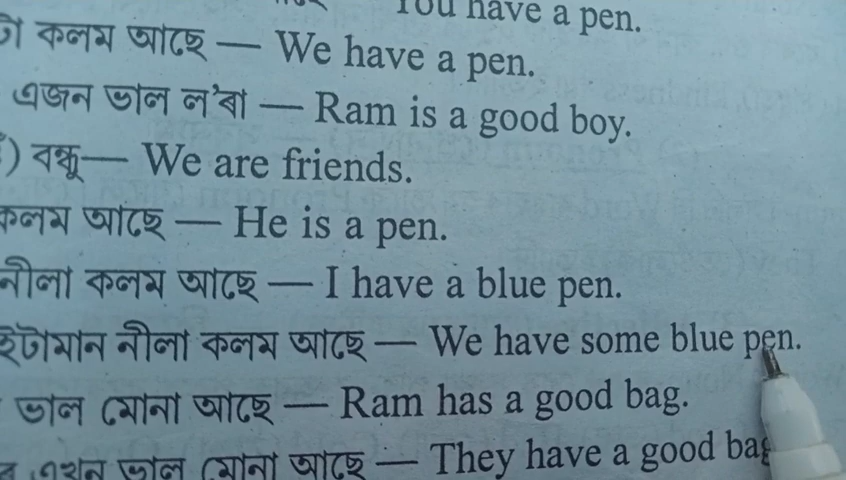 You have a pen.
কলম আছে — We have a pen.
এজন ভাল ল'ৰা — Ram is a good boy.
) বন্ধু— We are friends.
কলম আছে — He is a pen.
নীলা কলম আছে — I have a blue pen.
নীলা কলম আছে — We have some blue pen.
ভাল মোনা আছে — Ram has a good bag.
এখন ভাল মোনা আছে — They have a good bag